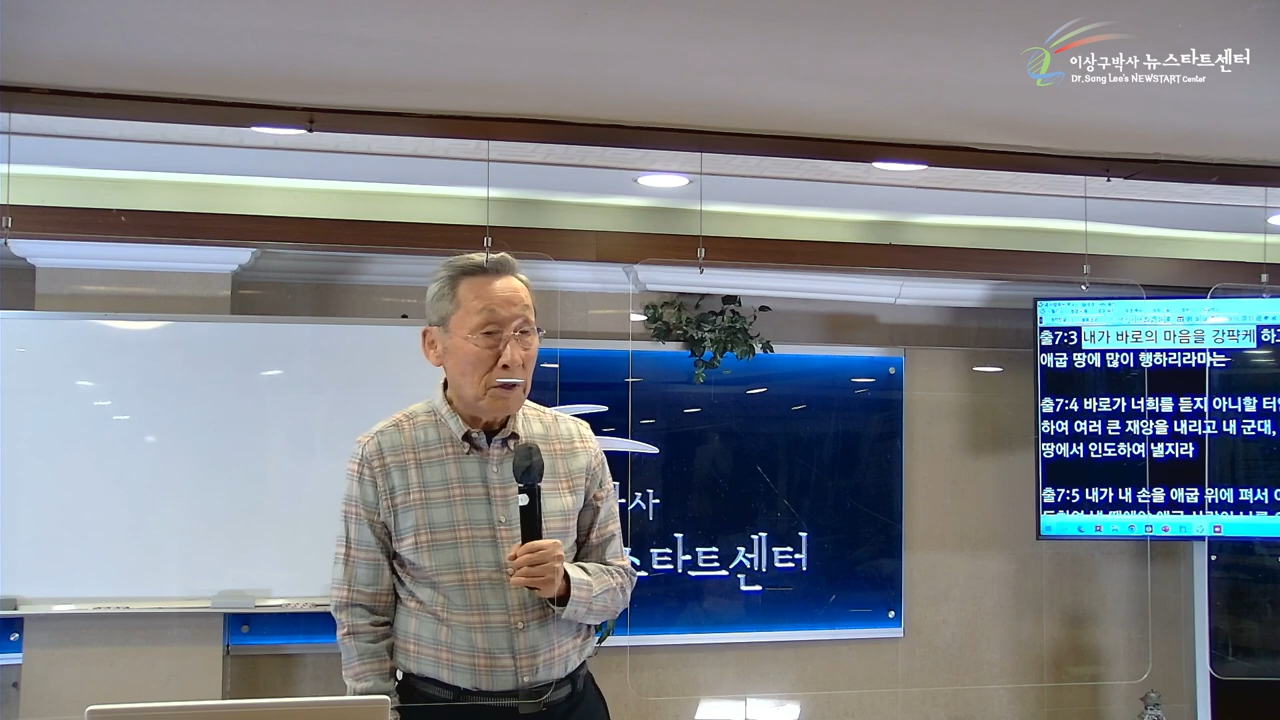 이상구박사 뉴스타트센터
Dr. Sang Lee's NEWSTART Center
출7:3 내가 바로의 마음을 강퍅케 하
애굽 땅에 많이 행하리라마는
출7:4 바로가 너희를 듣지 아니할 터
하여 여러 큰 재앙을 내리고 내 군대,
땅에서 인도하여 낼지라
출7:5 내가 내 손을 애굽 위에 펴서
사
스타트센터